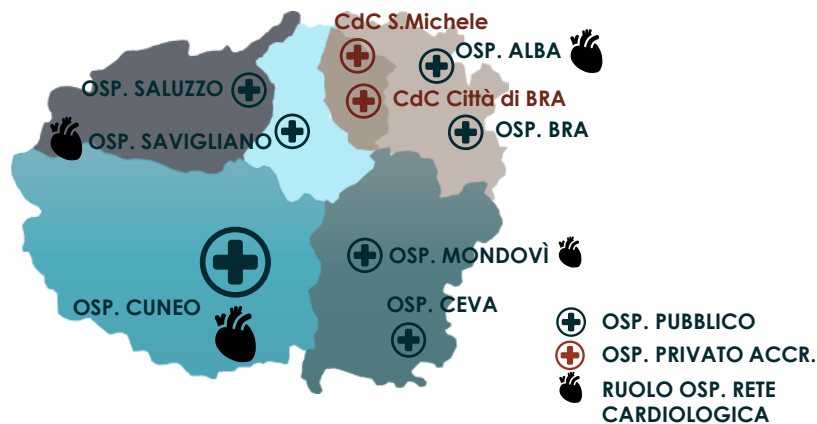 CdC S.Michele
OSP. ALBA
OSP. SALUZZO
CdC Città di BRA
OSP. BRA
OSP. SAVIGLIANO
OSP. MONDOVÌ
OSP. CUNEO
OSP. CEVA
OSP. PUBBLICO
OSP. PRIVATO ACCR.
RUOLO OSP. RETE
CARDIOLOGICA